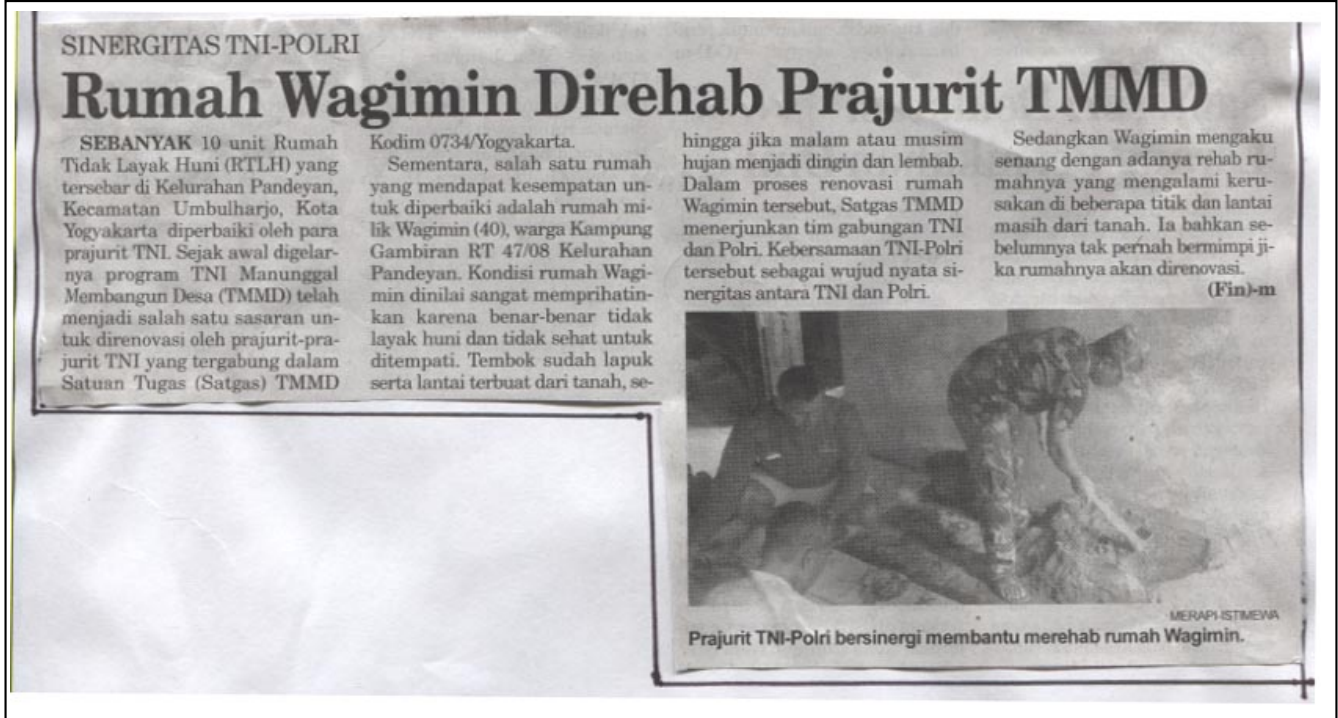 SINERGITAS TNI-POLRI
Rumah Wagimin Direhab Prajurit TMMD
SEBANYAK 10 unit Rumah
Tidak Layak Huni (RTLH) yang
tersebar di Kelurahan Pandeyan,
Kecamatan Umbulharjo, Kota
Yogyakarta diperbaiki oleh para
prajurit TNI. Sejak awal digelar-
nya program TNI Manunggal
Membangun Desa (TMMD) telah
menjadi salah satu sasaran un-
tuk direnovasi oleh prajurit-pra-
jurit TNI yang tergabung dalam
Satuan Tugas (Satgas) TMMD
Kodim 0734/Yogyakarta.
Sementara, salah satu rumah
yang mendapat kesempatan un-
tuk diperbaiki adalah rumah mi-
lik Wagimin (40), warga Kampung
Gambiran RT 47/08 Kelurahan
Pandeyan. Kondisi rumah Wagi-
min dinilai sangat memprihatin-
kan karena benar-benar tidak
layak huni dan tidak sehat untuk
ditempati. Tembok sudah lapuk
serta lantai terbuat dari tanah, se-
hingga jika malam atau musim
hujan menjadi dingin dan lembab.
Dalam proses renovasi rumah
Wagimin tersebut, Satgas TMMD
menerjunkan tim gabungan TNI
dan Polri. Kebersamaan TNI-Polri
tersebut sebagai wujud nyata si-
nergitas antara TNI dan Polri.
Sedangkan Wagimin mengaku
senang dengan adanya rehab ru-
mahnya yang mengalami keru-
sakan di beberapa titik dan lantai
masih dari tanah. Ia bahkan se-
belumnya tak pernah bermimpi ji-
ka rumahnya akan direnovasi.
(Fin)-m
MERAPI-ISTIMEWA
Prajurit TNI-Polri bersinergi membantu merehab rumah Wagimin.